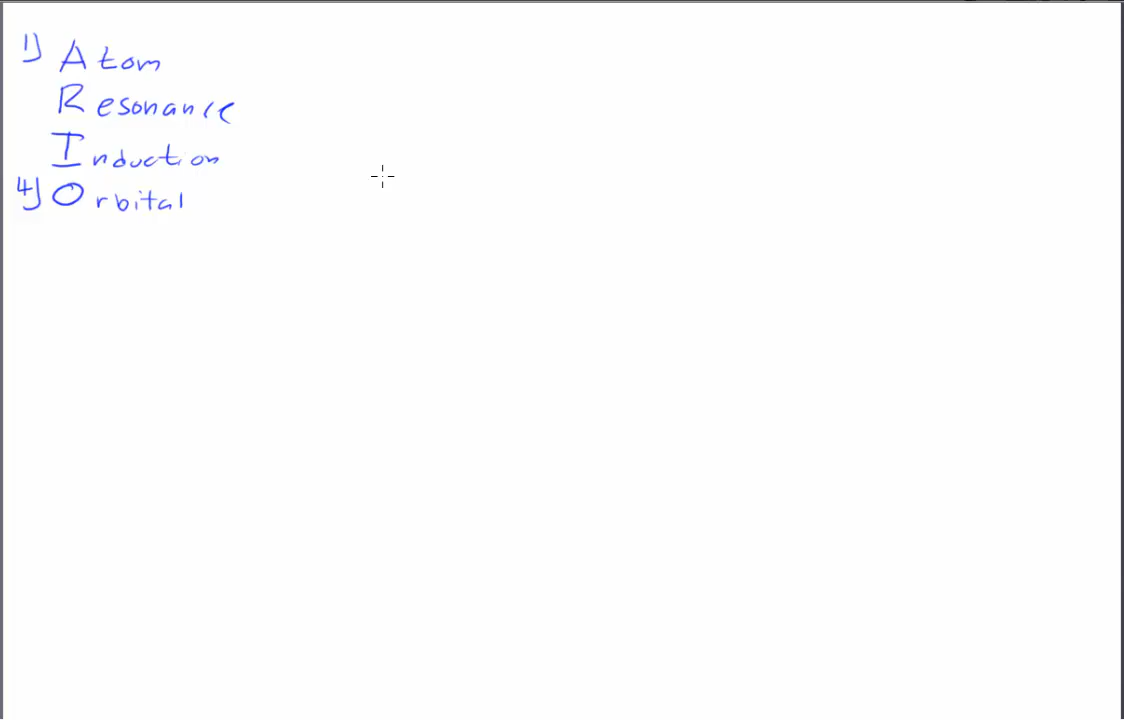 1) Atom
Resonance
Induction
4) Orbital